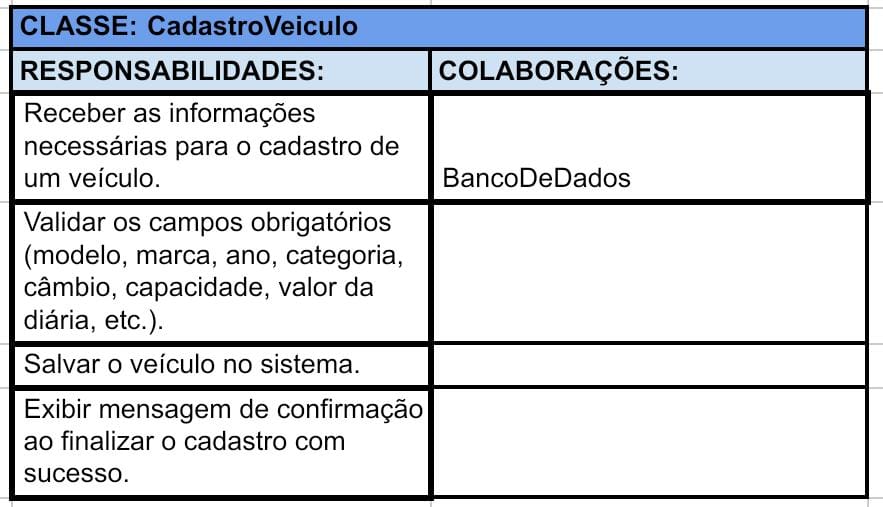 CLASSE: CadastroVeiculo
RESPONSABILIDADES:
COLABORAÇÕES:
Receber as informações
necessárias para o cadastro de
um veículo.
BancoDeDados
Validar os campos obrigatórios
(modelo, marca, ano, categoria,
câmbio, capacidade, valor da
diária, etc.).
Salvar o veículo no sistema.
Exibir mensagem de confirmação
ao finalizar o cadastro com
sucesso.